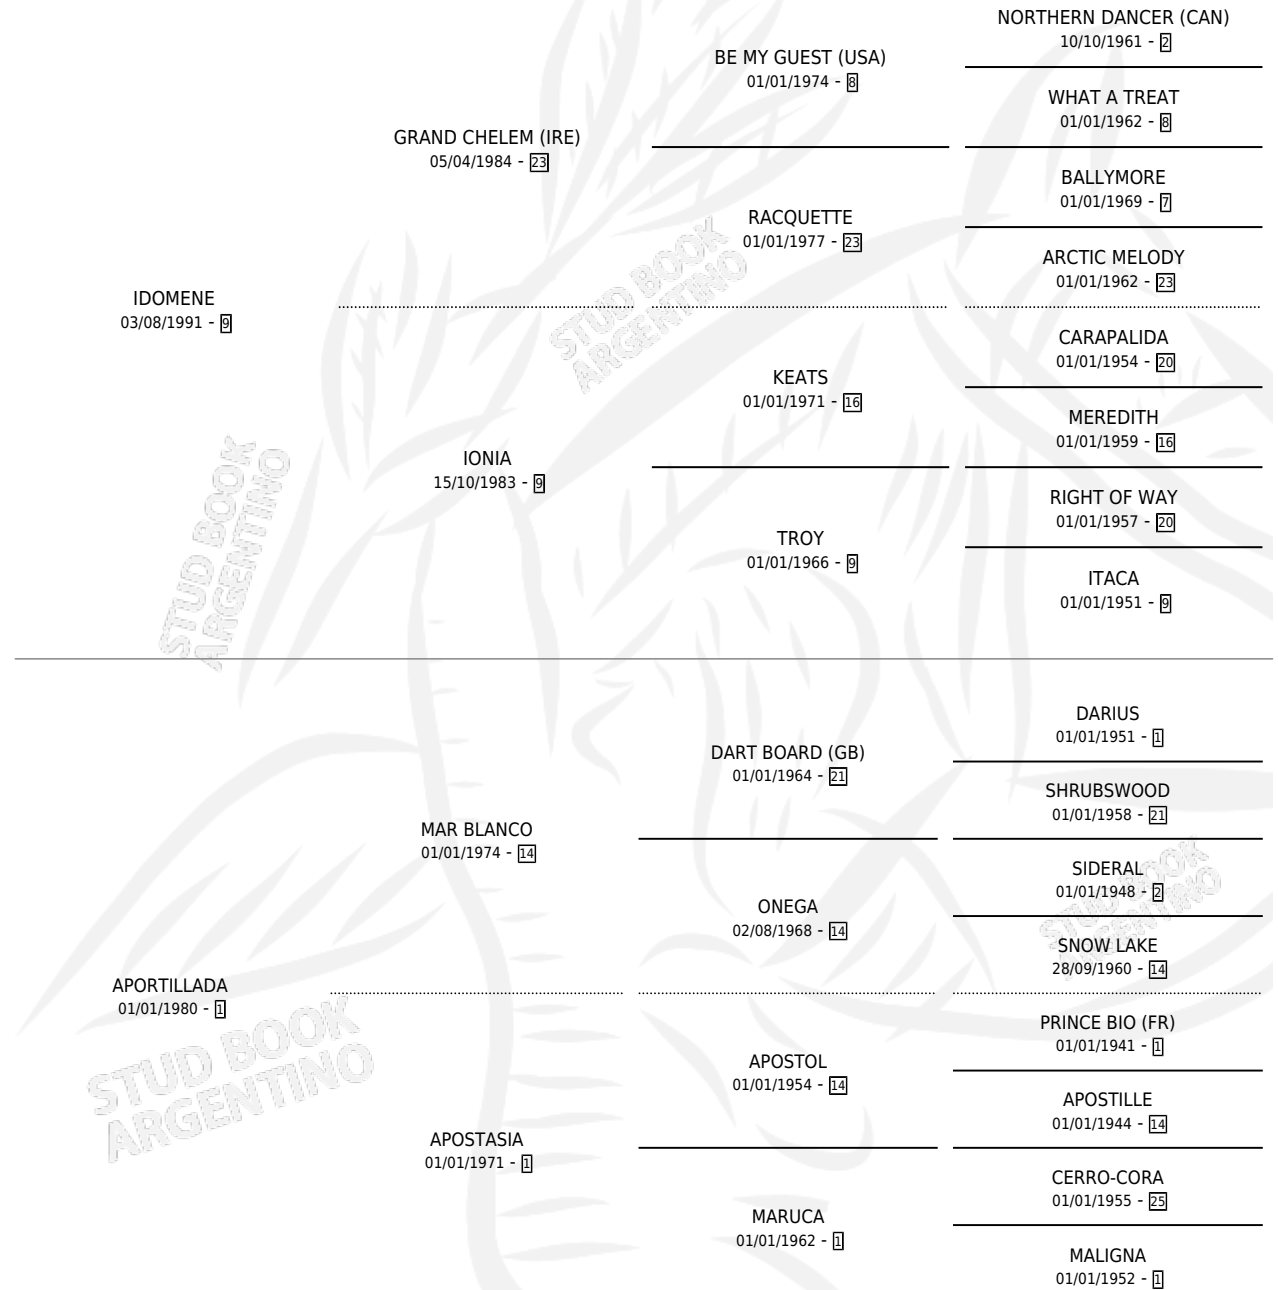 NORTHERN DANCER (CAN)
10/10/1961 - 2
BE MY GUEST (USA)
01/01/1974 - 8
WHAT A TREAT
01/01/1962 - 8
GRAND CHELEM (IRE)
05/04/1984 - 23
BALLYMORE
01/01/1969 - 7
RACQUETTE
01/01/1977 - 23
ARCTIC MELODY
01/01/1962 - 23
IDOMENE
03/08/1991 - 9
CARAPALIDA
01/01/1954 - 20
KEATS
01/01/1971 - 16
MEREDITH
01/01/1959 - 16
IONIA
15/10/1983 - 9
RIGHT OF WAY
01/01/1957 - 20
TROY
01/01/1966 - 9
ITACA
01/01/1951 - 9
STUD BOOK
ARGENTINO
STUD BOOK
ARGENTINO
DARIUS
01/01/1951 - 1
DART BOARD (GB)
01/01/1964 - 21
SHRUBSWOOD
01/01/1958 - 21
MAR BLANCO
01/01/1974 - 14
SIDERAL
01/01/1948 - 2
ONEGA
02/08/1968 - 14
SNOW LAKE
28/09/1960 - 14
STUD BOOK
ARGENTINO
APORTILLADA
01/01/1980 - 1
PRINCE BIO (FR)
01/01/1941 - 1
APOSTOL
01/01/1954 - 14
APOSTILLE
01/01/1944 - 14
STUD BOOK
ARGENTINO
APOSTASIA
01/01/1971 - 1
CERRO-CORA
01/01/1955 - 25
MARUCA
01/01/1962 - 1
MALIGNA
01/01/1952 - 1